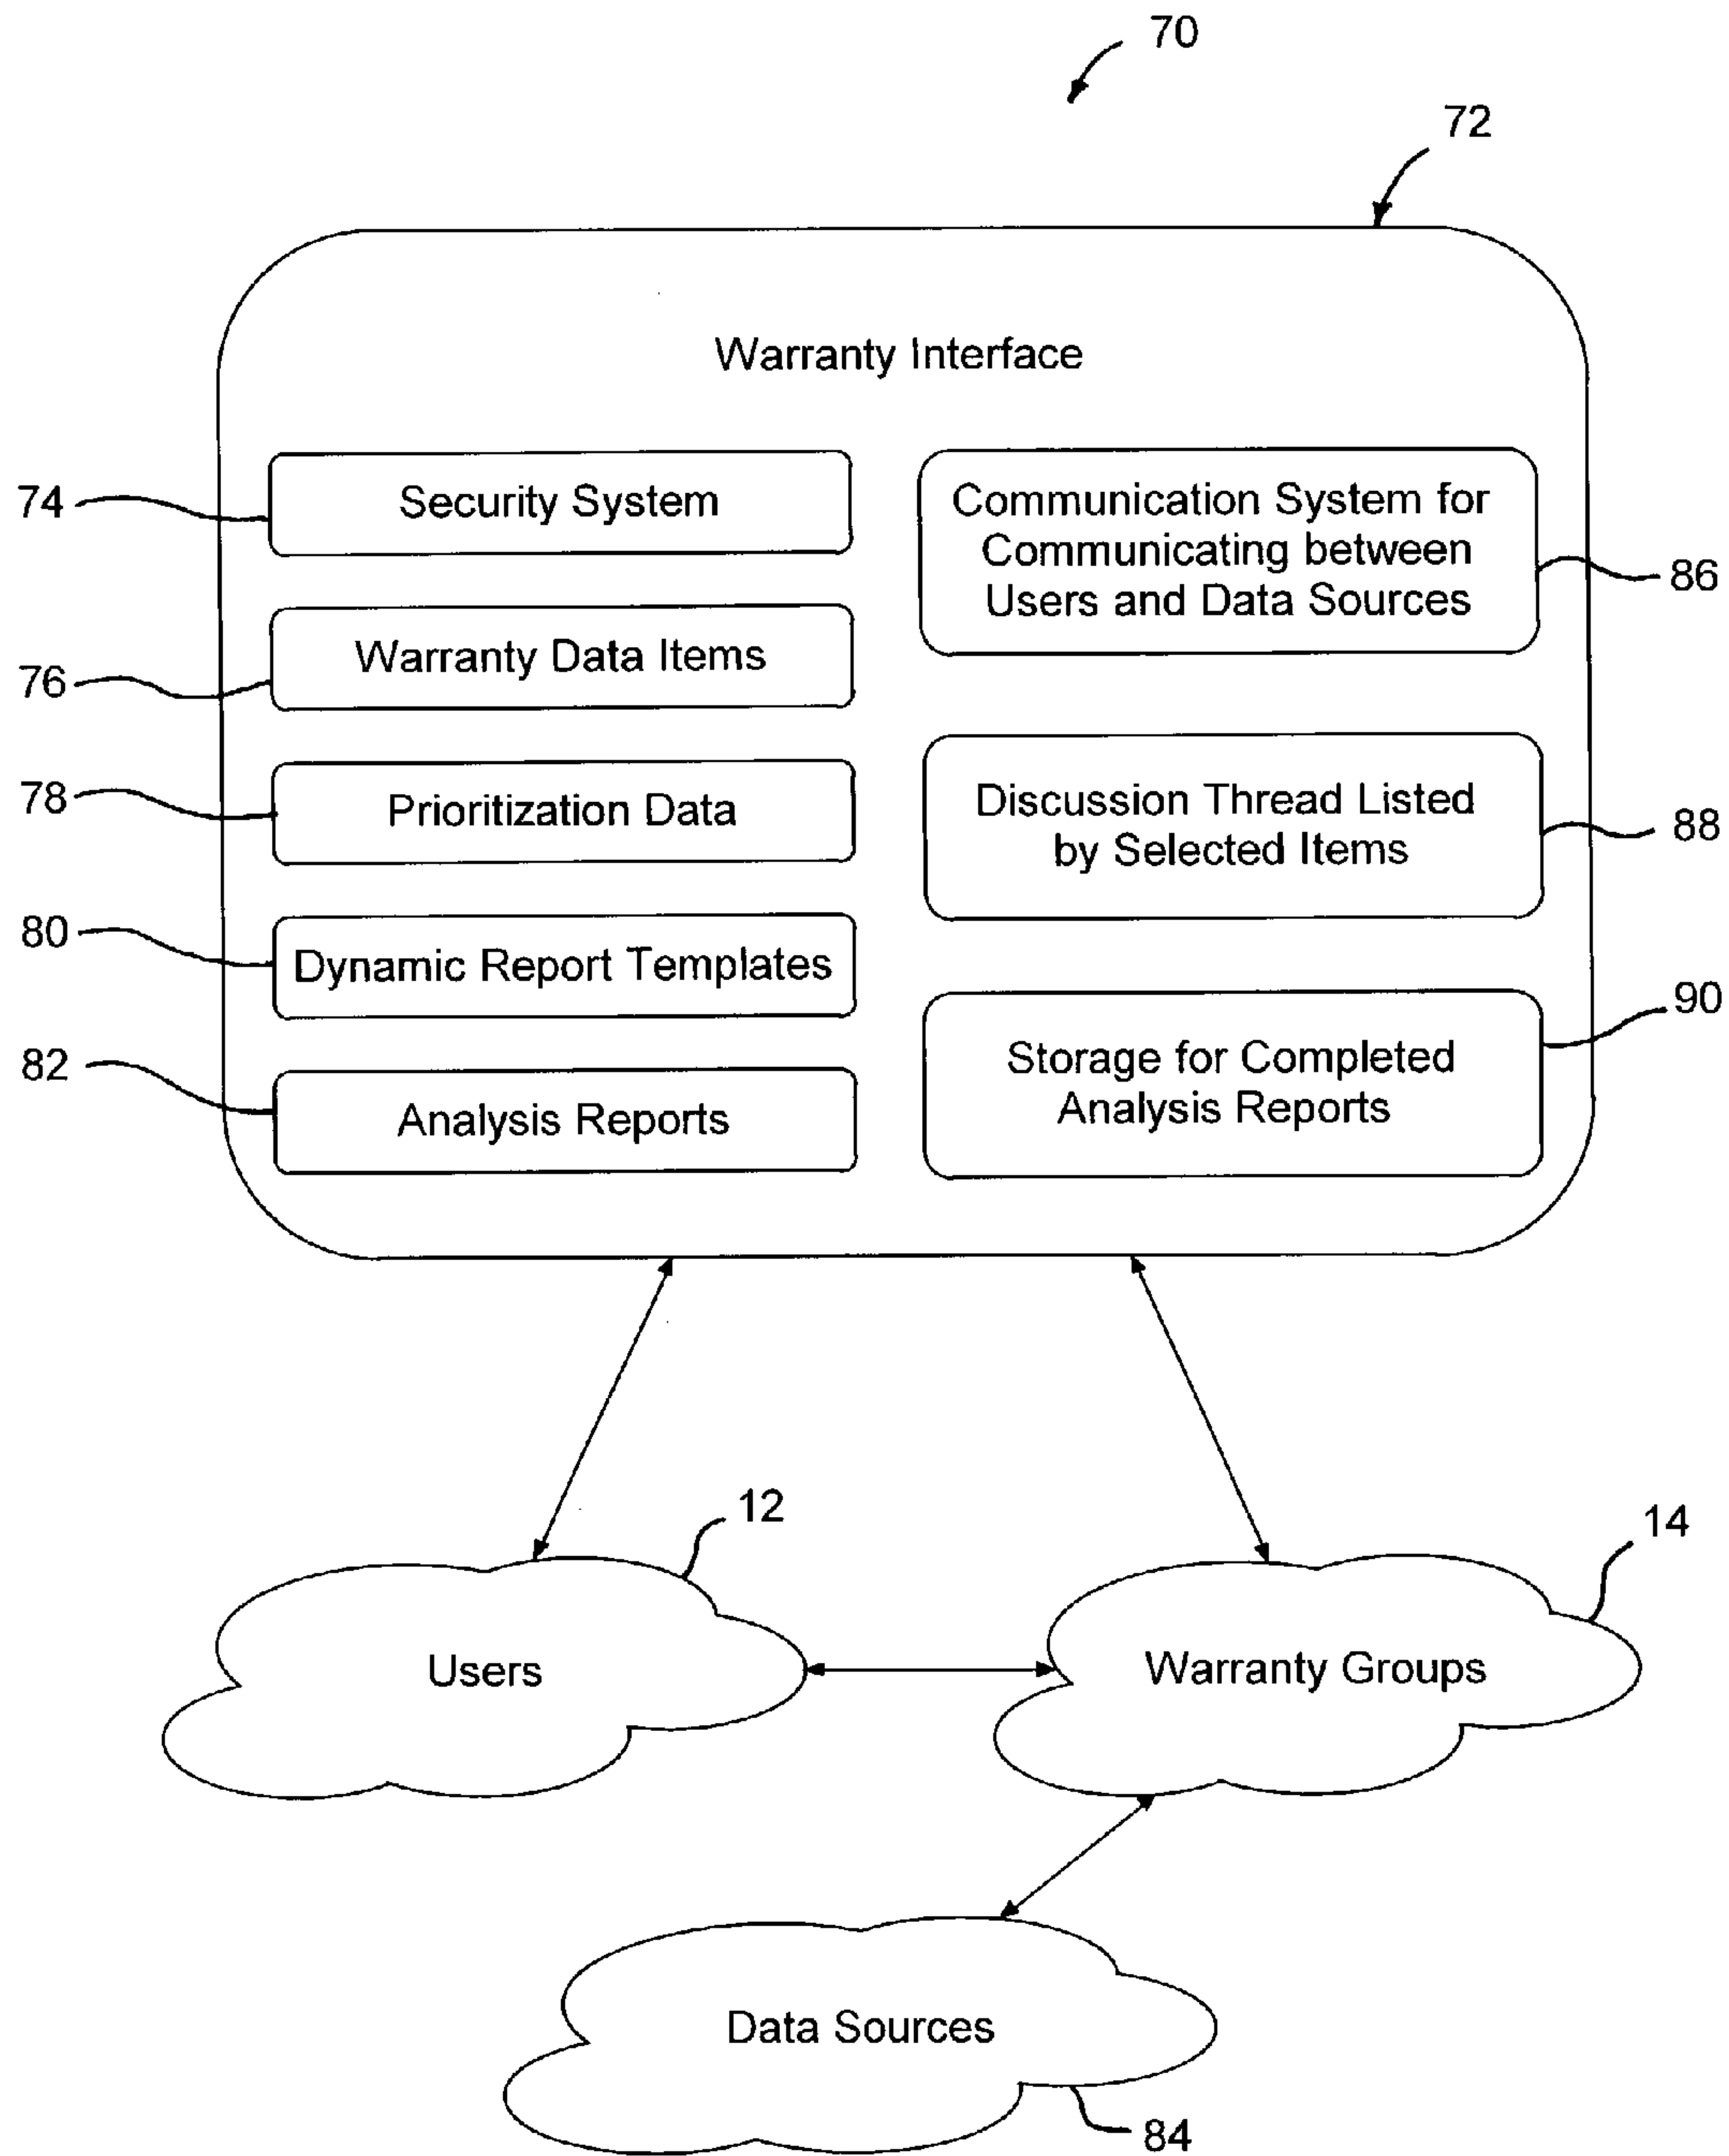 70
72
Warranty Interface
74
Security System
76
Warranty Data Items
78
Prioritization Data
80
Dynamic Report Templates
82
Analysis Reports
Communication System for
Communicating between
Users and Data Sources
86
Discussion Thread Listed
by Selected Items
88
Storage for Completed
Analysis Reports
90
12
Users
14
Warranty Groups
Data Sources
84